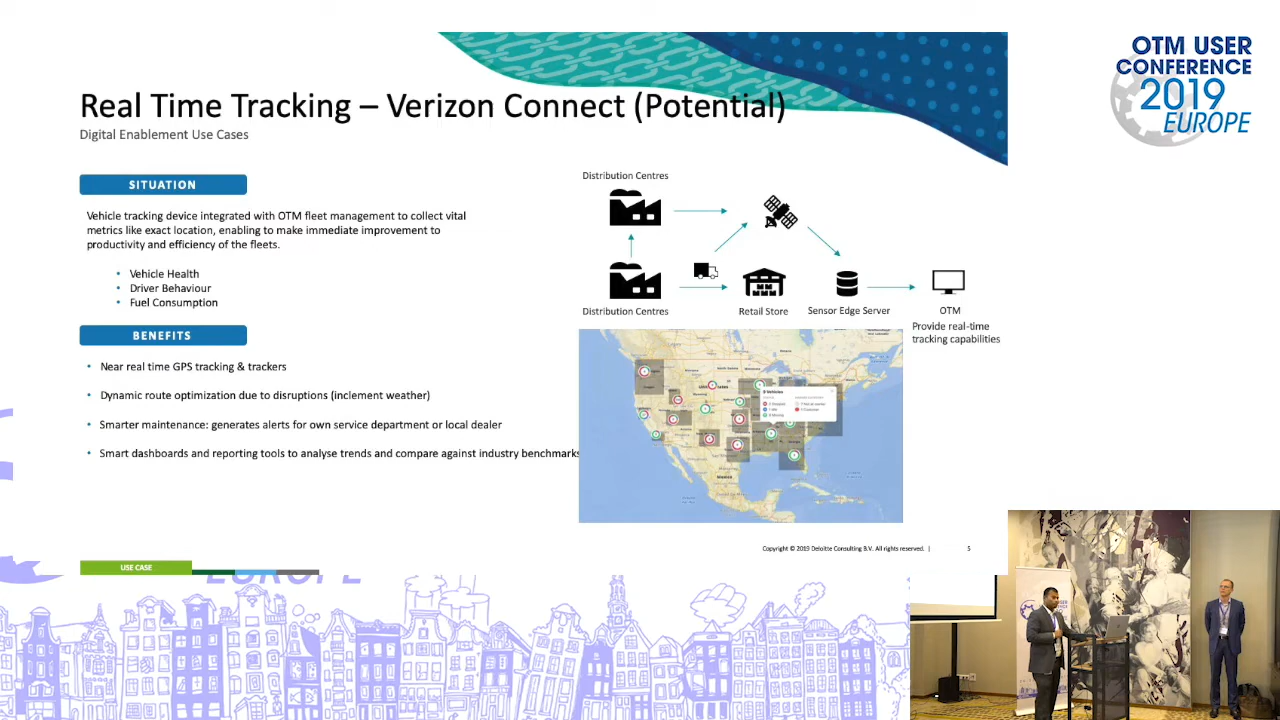 OTM USER
CONFERENCE
2019
EUROPE
Real Time Tracking – Verizon Connect (Potential)
Digital Enablement Use Cases
SITUATION
Vehicle tracking device integrated with OTM fleet management to collect vital
metrics like exact location, enabling to make immediate improvement to
productivity and efficiency of the fleets.
• Vehicle Health
• Driver Behaviour
• Fuel Consumption
BENEFITS
• Near real time GPS tracking & trackers
• Dynamic route optimization due to disruptions (inclement weather)
• Smarter maintenance: generates alerts for own service department or local dealer
• Smart dashboards and reporting tools to analyse trends and compare against industry benchmarks
Distribution Centres
Distribution Centres
Retail Store
Sensor Edge Server
OTM
Provide real-time
tracking capabilities
Mexico
Copyright © 2019 Deloitte Consulting B.V. All rights reserved. |
5
USE CASE
EUROPE